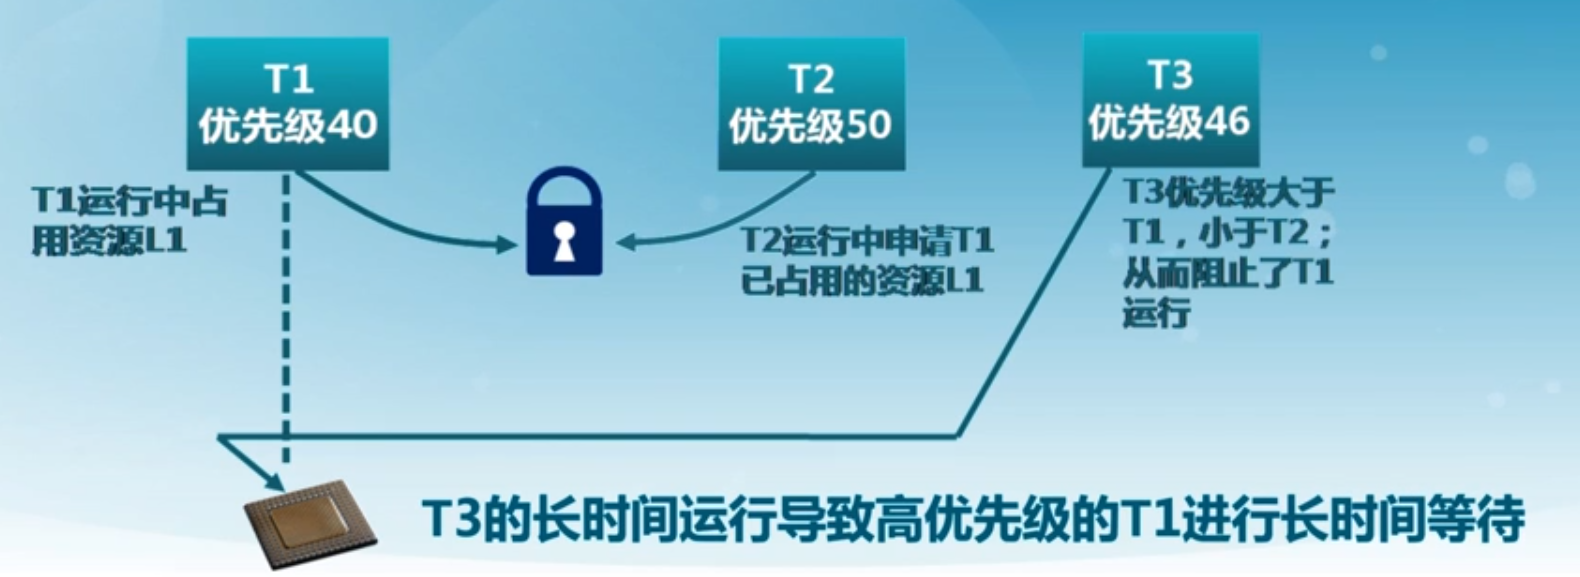 T1
优先级40
T2
优先级50
T3
优先级46
T1运行中占
用资源L1
T2运行中申请T1
已占用的资源L1
T3优先级大于
T1，小于T2；
从而阻止了T1
运行
T3的长时间运行导致高优先级的T1进行长时间等待